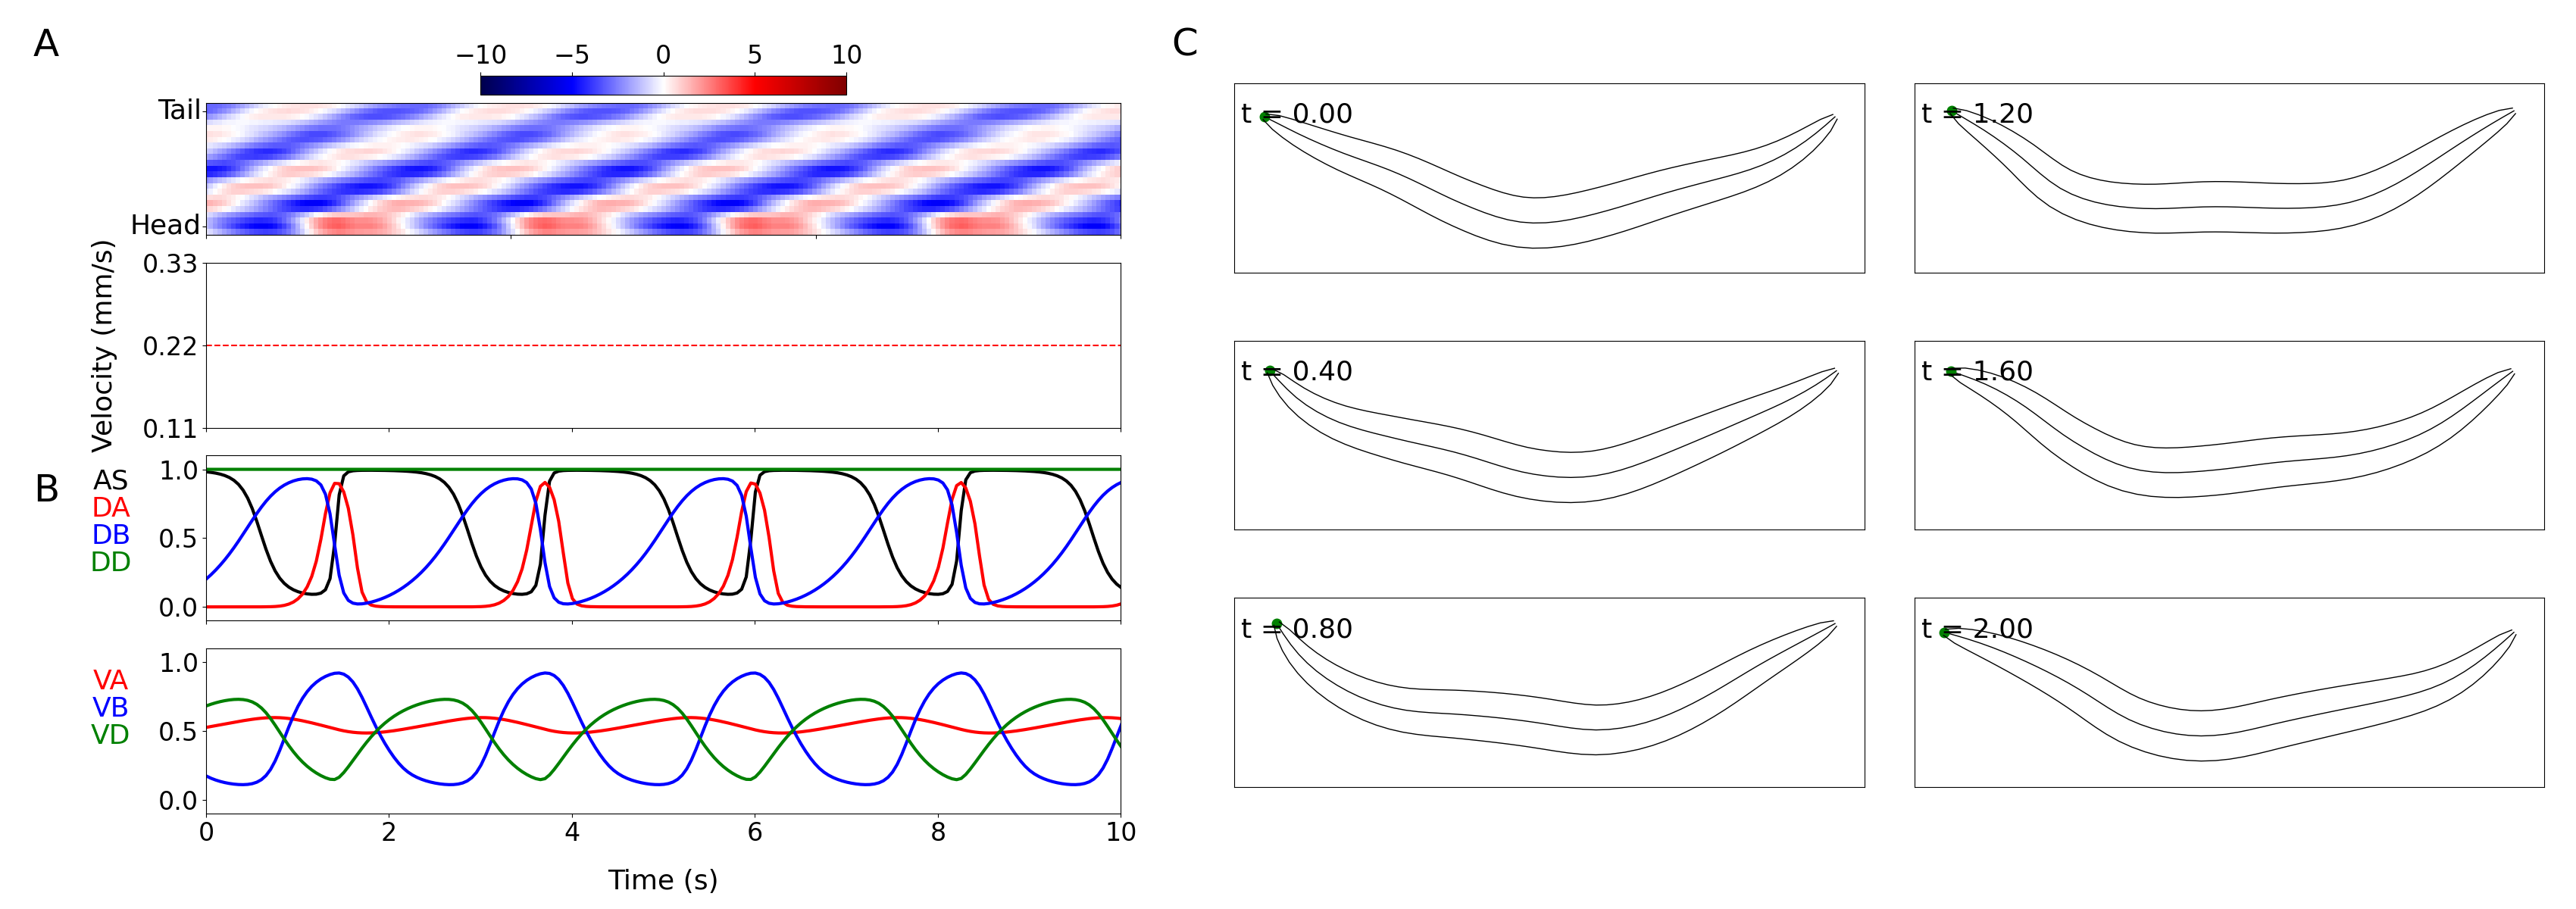 A
−10 −5 0 5 10
Tail
Head
Velocity (mm/s)
0.33
0.22
0.11
B
AS
DA
DB
DD
1.0
0.5
0.0
VA
VB
VD
1.0
0.5
0.0
0 2 4 6 8 10
Time (s)
C
t = 0.00
t = 1.20
t = 0.40
t = 1.60
t = 0.80
t = 2.00